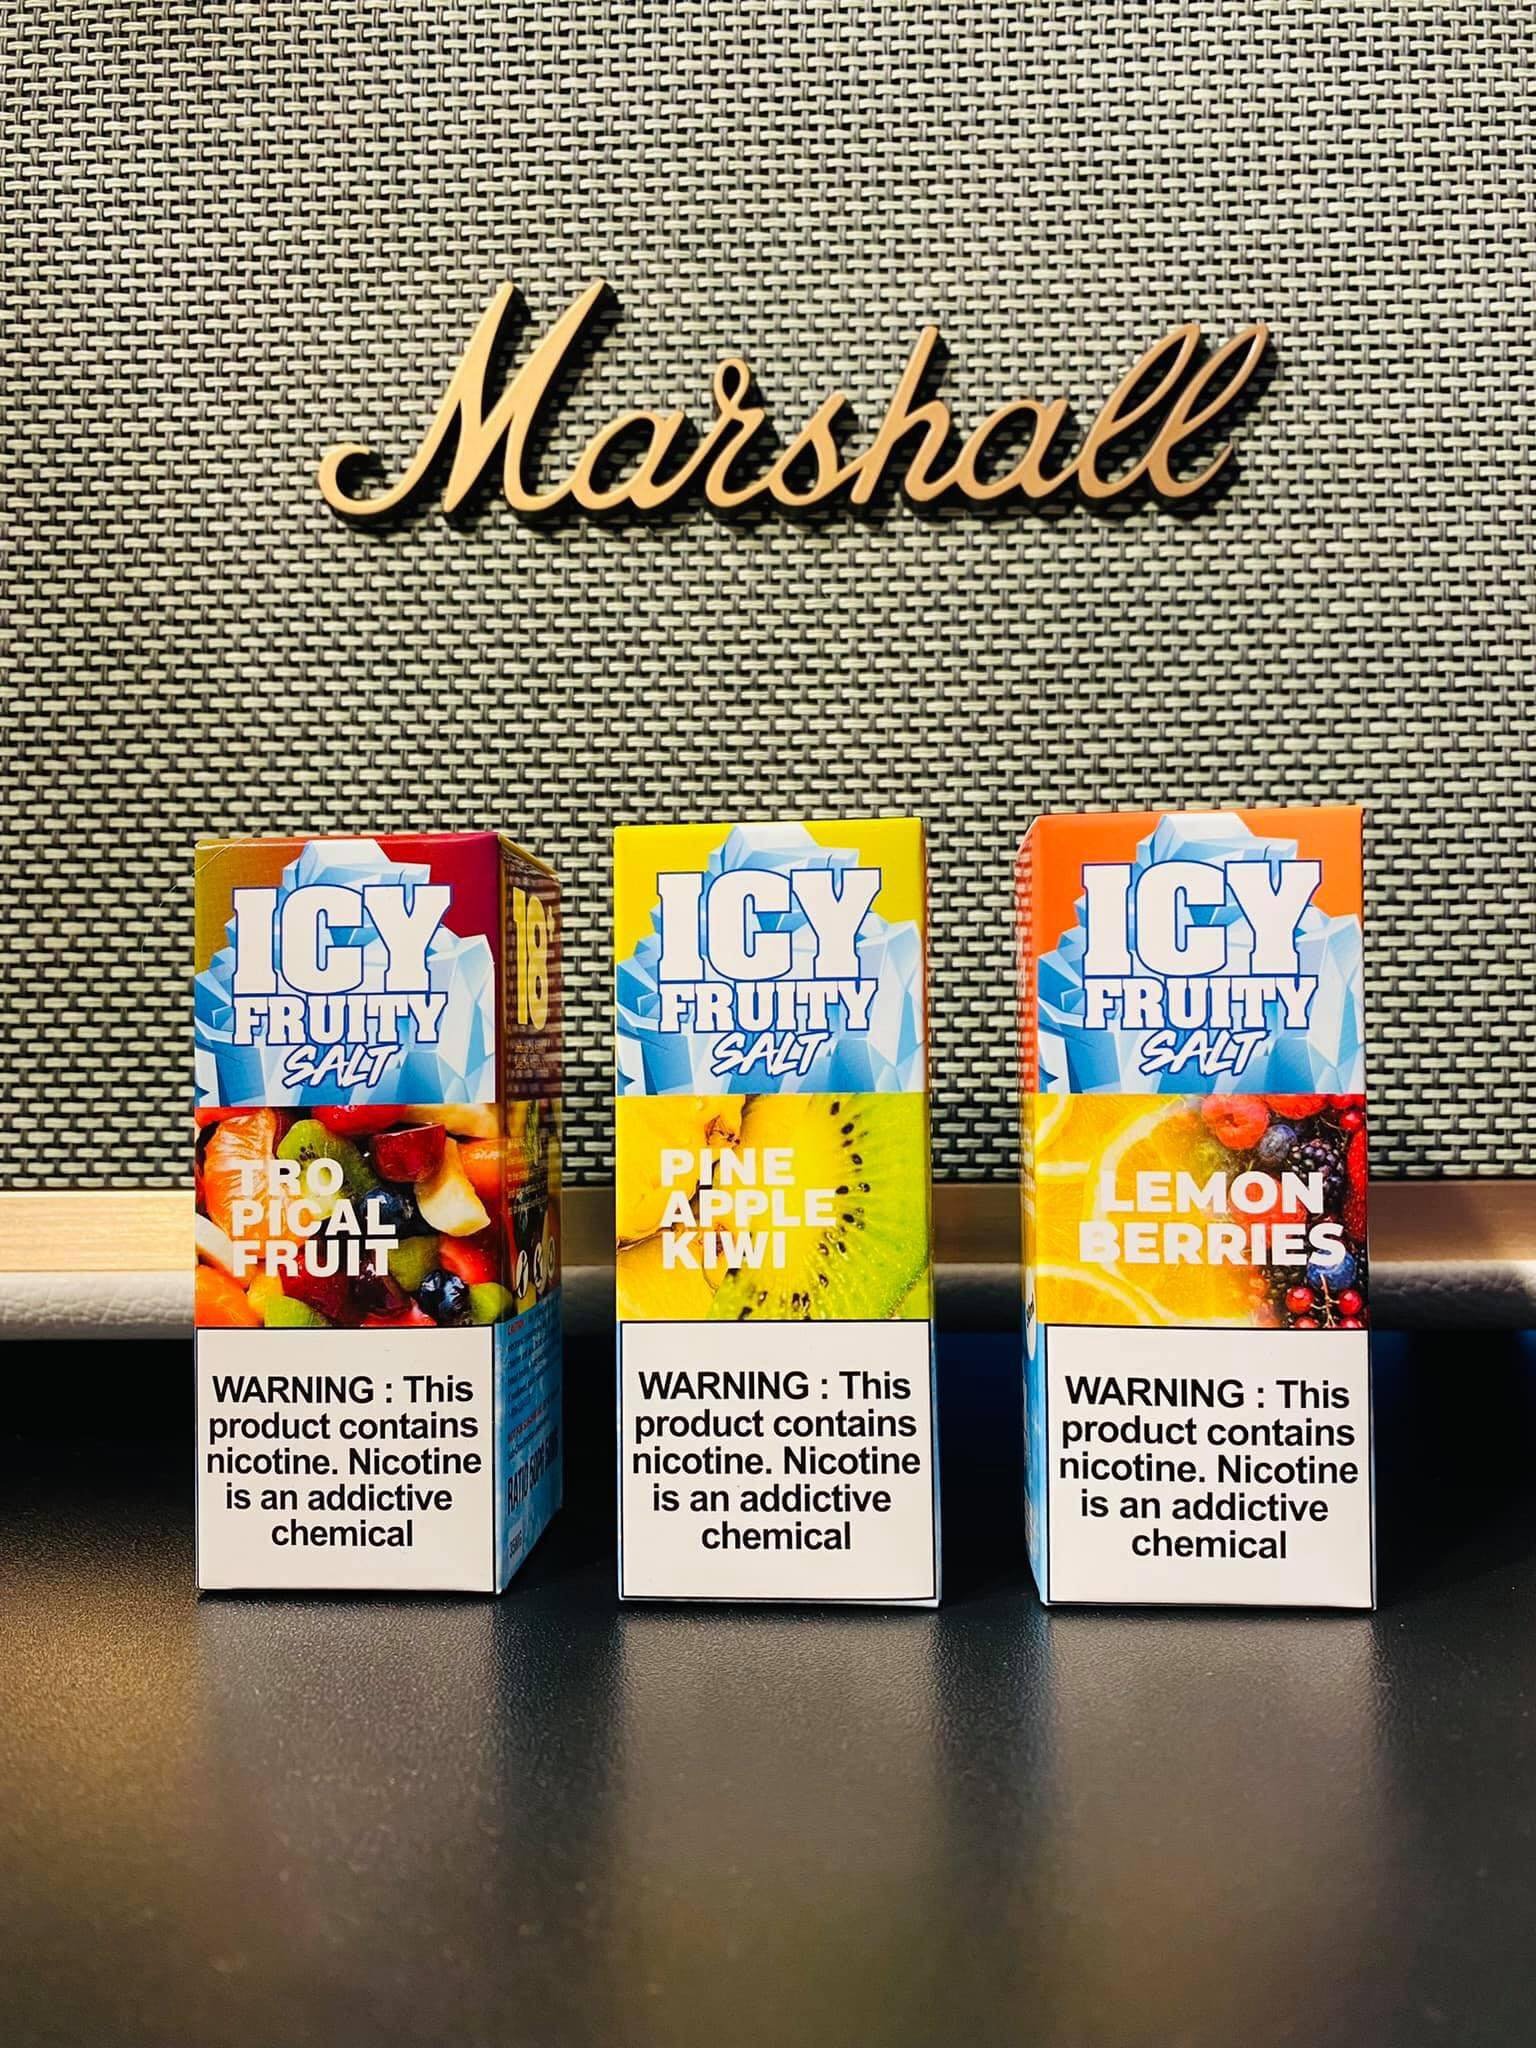 Marshall
ICY
FRUITY
SALT
TRO
PICAL
FRUIT
WARNING : This
product contains
nicotine. Nicotine
is an addictive
chemical
18+
35MG
ICY
FRUITY
SALT
PINE
APPLE
KIWI
WARNING : This
product contains
nicotine. Nicotine
is an addictive
chemical
ICY
FRUITY
SALT
LEMON
BERRIES
WARNING : This
product contains
nicotine. Nicotine
is an addictive
chemical